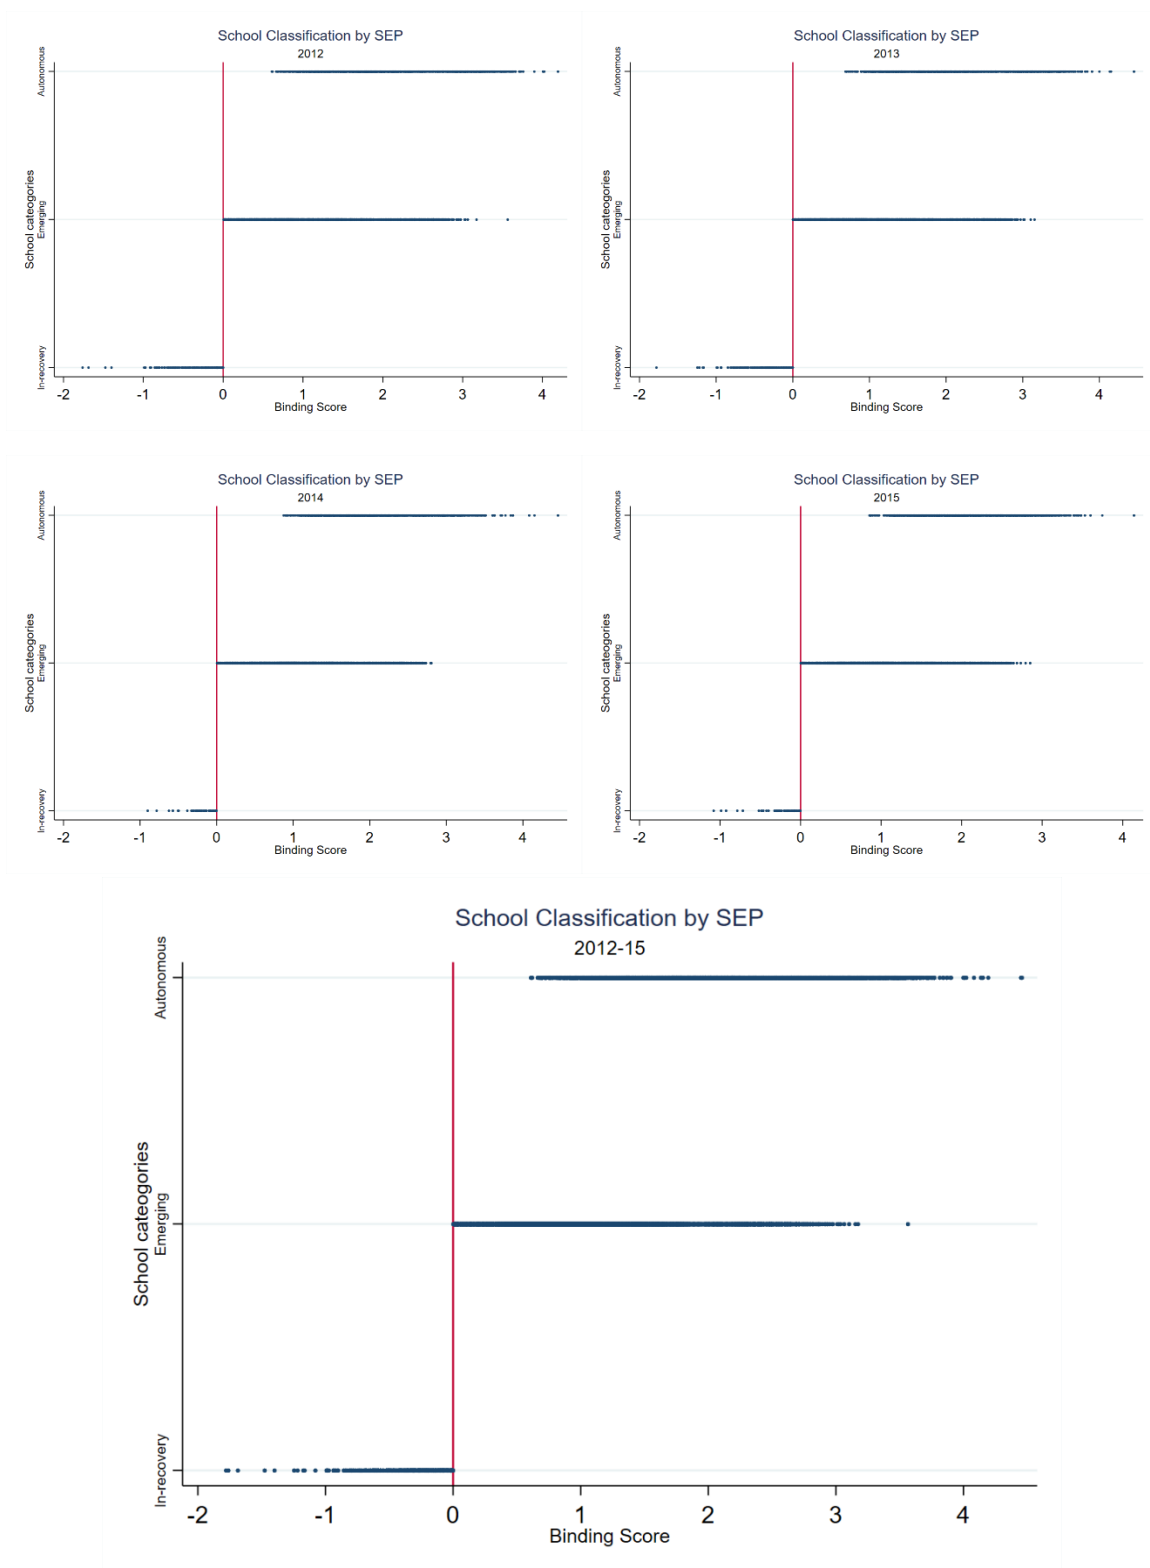 School Classification by SEP
2012
School cateogories
Autonomous
Emerging
In-recovery
-2 -1 0 1 2 3 4
Binding Score
School Classification by SEP
2013
School cateogories
Autonomous
Emerging
In-recovery
-2 -1 0 1 2 3 4
Binding Score
School Classification by SEP
2014
School cateogories
Autonomous
Emerging
In-recovery
-2 -1 0 1 2 3 4
Binding Score
School Classification by SEP
2015
School cateogories
Autonomous
Emerging
In-recovery
-2 -1 0 1 2 3 4
Binding Score
School Classification by SEP
2012-15
School cateogories
Autonomous
Emerging
In-recovery
-2 -1 0 1 2 3 4
Binding Score